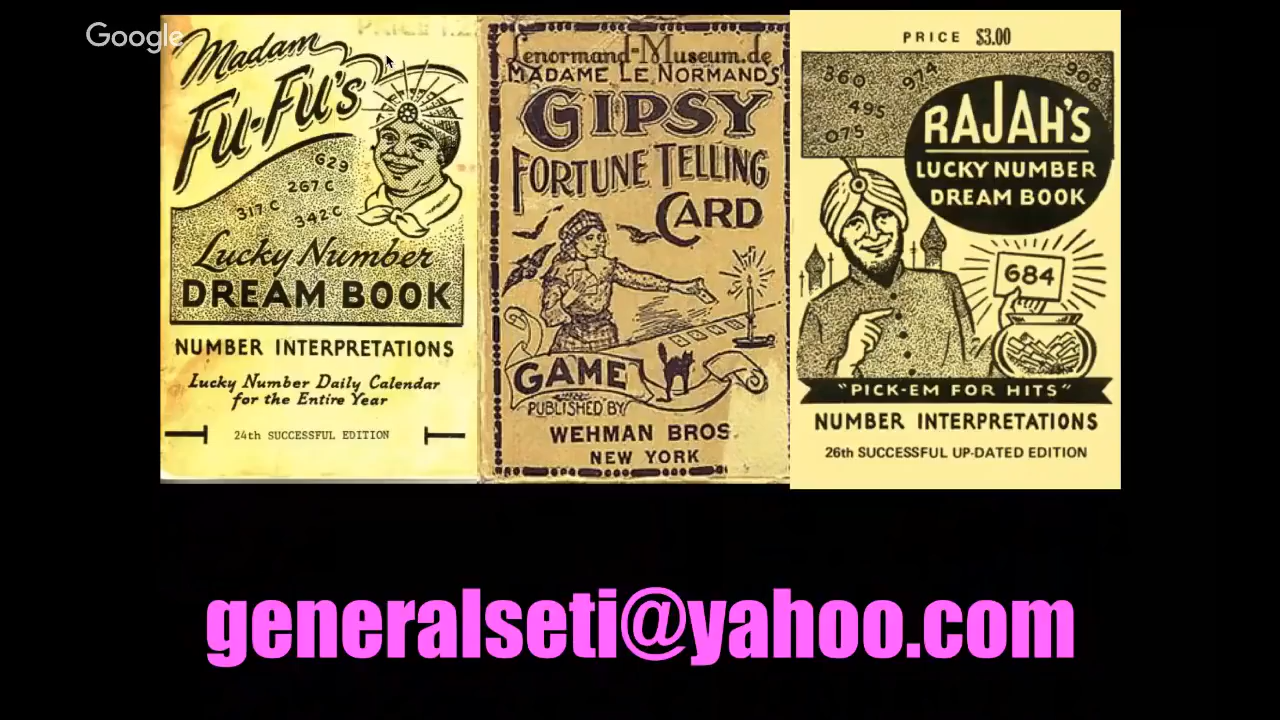 Google
Madam
Fu-Fu's
629
267 C
317 C
342 C
Lucky Number
DREAM BOOK
NUMBER INTERPRETATIONS
Lucky Number Daily Calendar
for the Entire Year
24th SUCCESSFUL EDITION
Lenormand-Museum.de
MADAME LE NORMANDS
GIPSY
FORTUNE TELLING
CARD
GAME
PUBLISHED BY
WEHMAN BROS.
NEW YORK
PRICE $3.00
360
974
908
495
075
RAJAH'S
LUCKY NUMBER
DREAM BOOK
684
"PICK-EM FOR HITS"
NUMBER INTERPRETATIONS
26th SUCCESSFUL UP-DATED EDITION
generalseti@yahoo.com